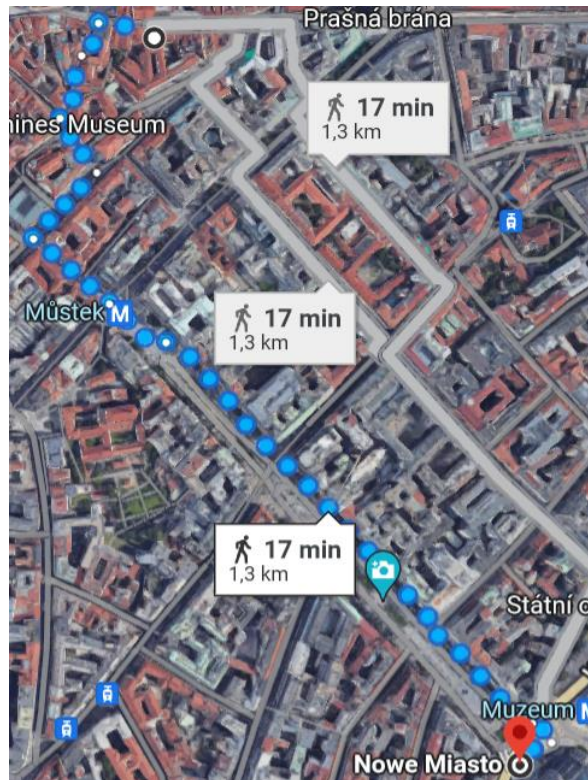 Prašná brána
17 min
1,3 km
nines Museum
Můstek M
17 min
1,3 km
17 min
1,3 km
Státní o
Muzeum M
Nowe Miasto